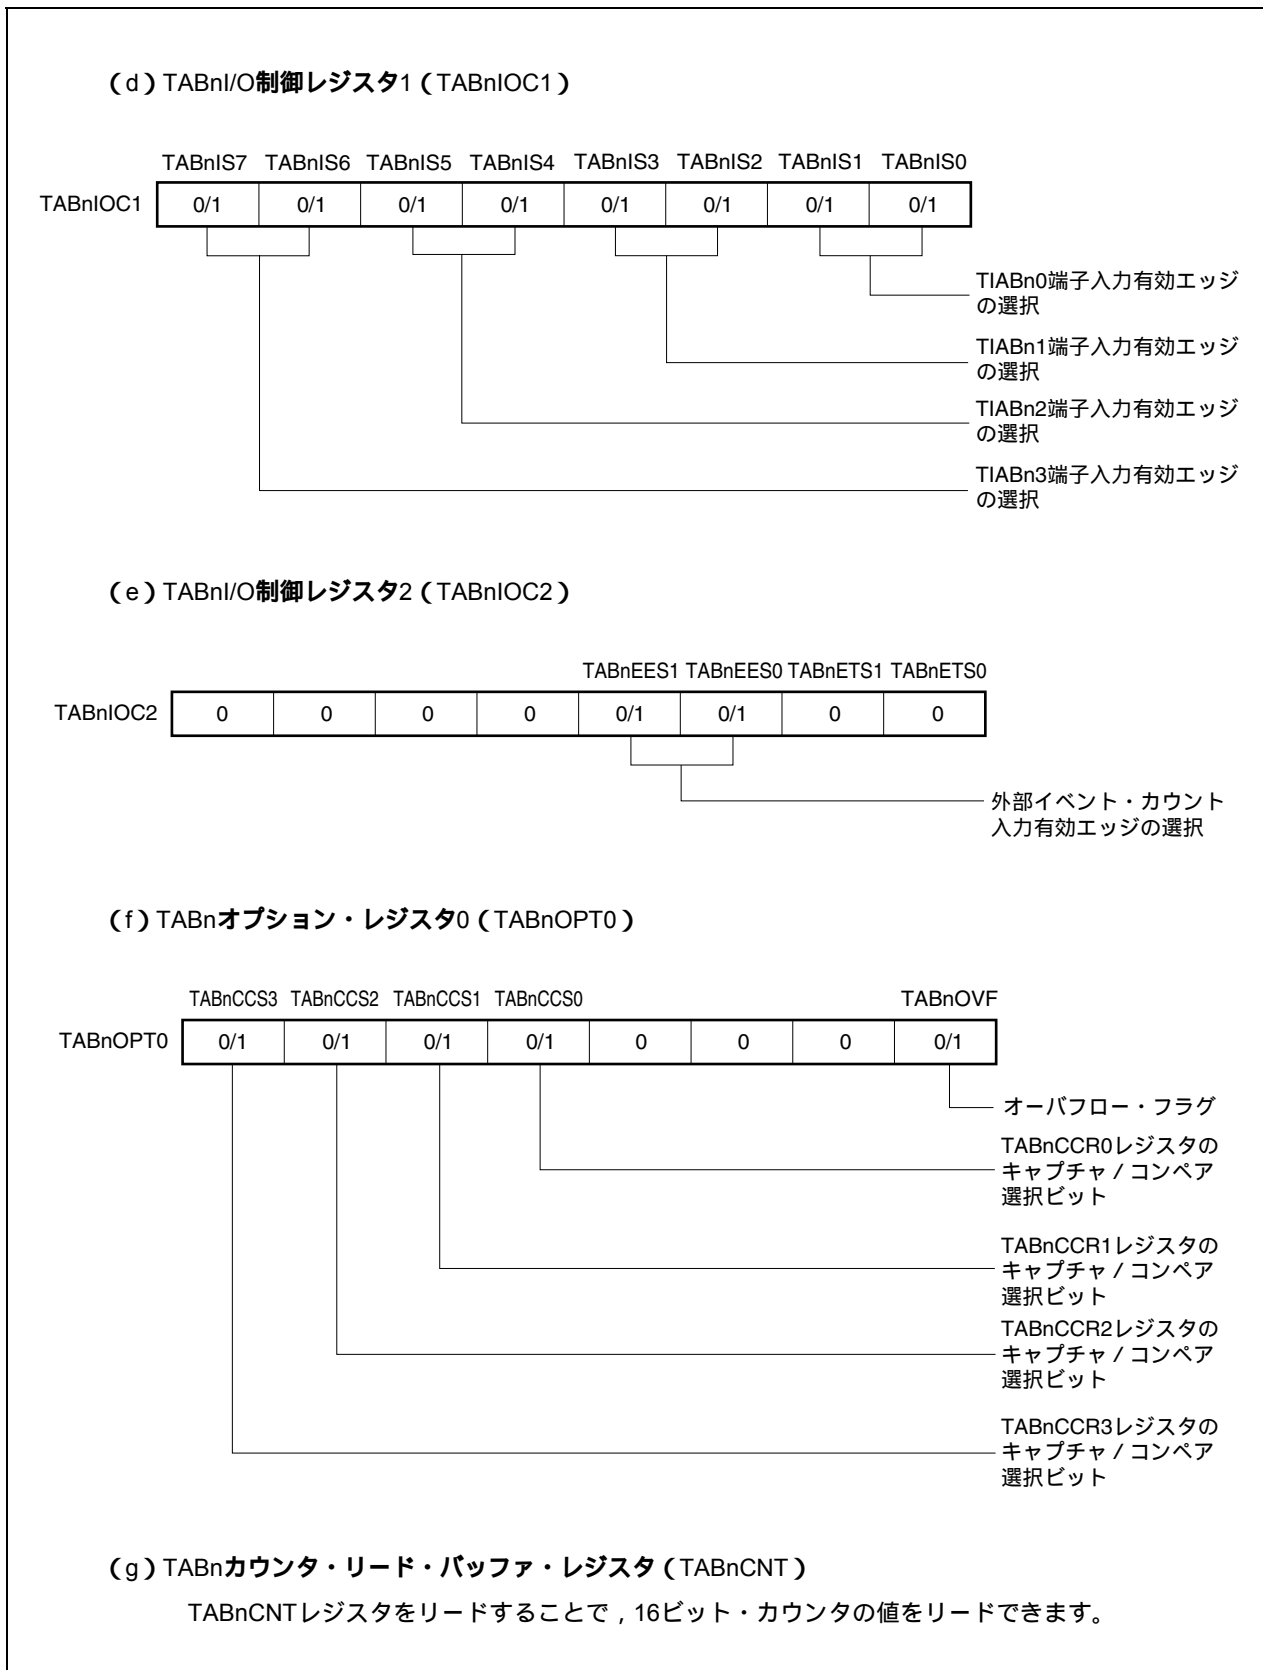 （d）TABnI/O制御レジスタ1（TABnIOC1）
TABnIS7 TABnIS6 TABnIS5 TABnIS4 TABnIS3 TABnIS2 TABnIS1 TABnIS0
TABnIOC1 0/1 0/1 0/1 0/1 0/1 0/1 0/1 0/1
TIABn0端子入力有効エッジ
の選択
TIABn1端子入力有効エッジ
の選択
TIABn2端子入力有効エッジ
の選択
TIABn3端子入力有効エッジ
の選択
（e）TABnI/O制御レジスタ2（TABnIOC2）
TABnEES1 TABnEES0 TABnETS1 TABnETS0
TABnIOC2 0 0 0 0 0/1 0/1 0 0
外部イベント・カウント
入力有効エッジの選択
（f）TABnオプション・レジスタ0（TABnOPT0）
TABnCCS3 TABnCCS2 TABnCCS1 TABnCCS0 TABnOVF
TABnOPT0 0/1 0/1 0/1 0/1 0 0 0 0/1
オーバフロー・フラグ
TABnCCR0レジスタの
キャプチャ／コンペア
選択ビット
TABnCCR1レジスタの
キャプチャ／コンペア
選択ビット
TABnCCR2レジスタの
キャプチャ／コンペア
選択ビット
TABnCCR3レジスタの
キャプチャ／コンペア
選択ビット
（g）TABnカウンタ・リード・バッファ・レジスタ（TABnCNT）
TABnCNTレジスタをリードすることで，16ビット・カウンタの値をリードできます。